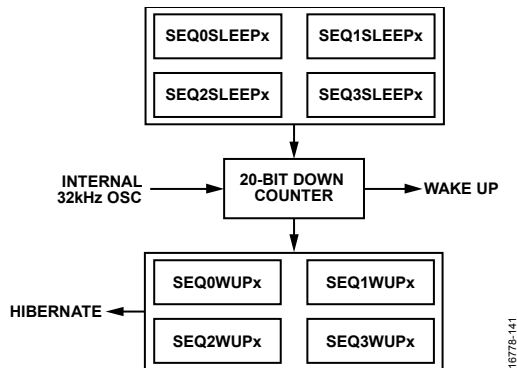 SEQ0SLEEPx
SEQ1SLEEPx
SEQ2SLEEPx
SEQ3SLEEPx
INTERNAL
32kHz OSC
20-BIT DOWN
COUNTER
WAKE UP
SEQ0WUPx
SEQ1WUPx
HIBERNATE
SEQ2WUPx
SEQ3WUPx
16778-141